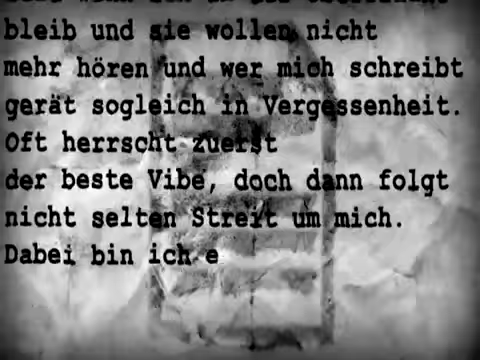 bleib und sie wollen nicht
mehr hören und wer mich schreibt
gerät sogleich in Vergessenheit.
Oft herrscht zuerst
der beste Vibe, doch dann folgt
nicht selten Streit um mich.
Dabei bin ich e